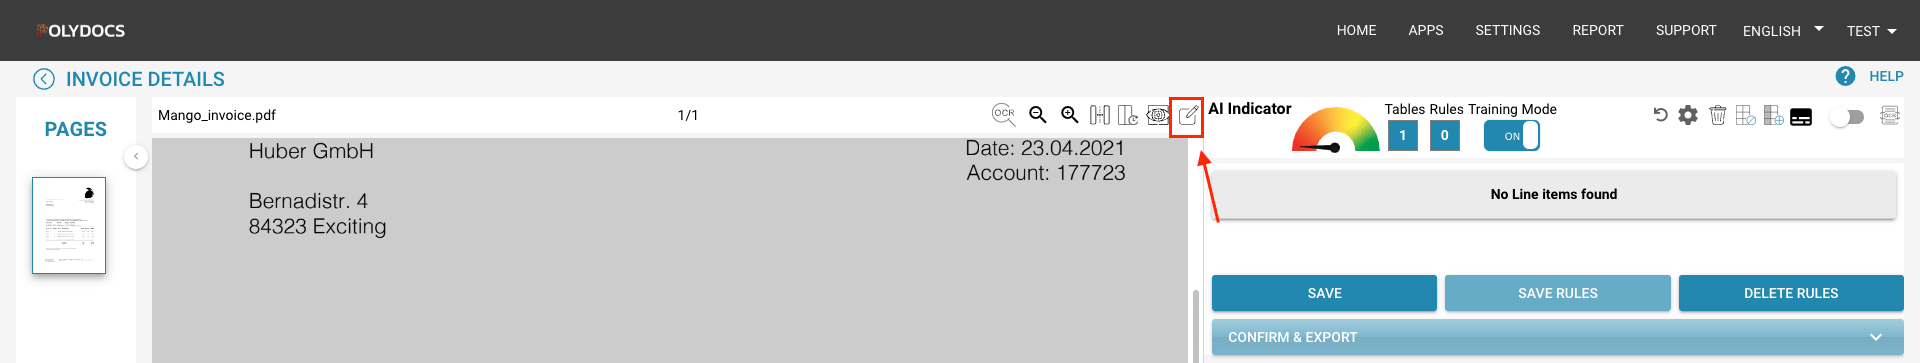 POLYDOCS
HOME APPS SETTINGS REPORT SUPPORT ENGLISH TEST
INVOICE DETAILS
? HELP
PAGES
Mango_invoice.pdf 1/1 OCR
AI Indicator
Tables Rules Training Mode
1 0 ON
Huber GmbH
Date: 23.04.2021
Account: 177723
Bernadistr. 4
84323 Exciting
No Line items found
SAVE SAVE RULES DELETE RULES
CONFIRM & EXPORT